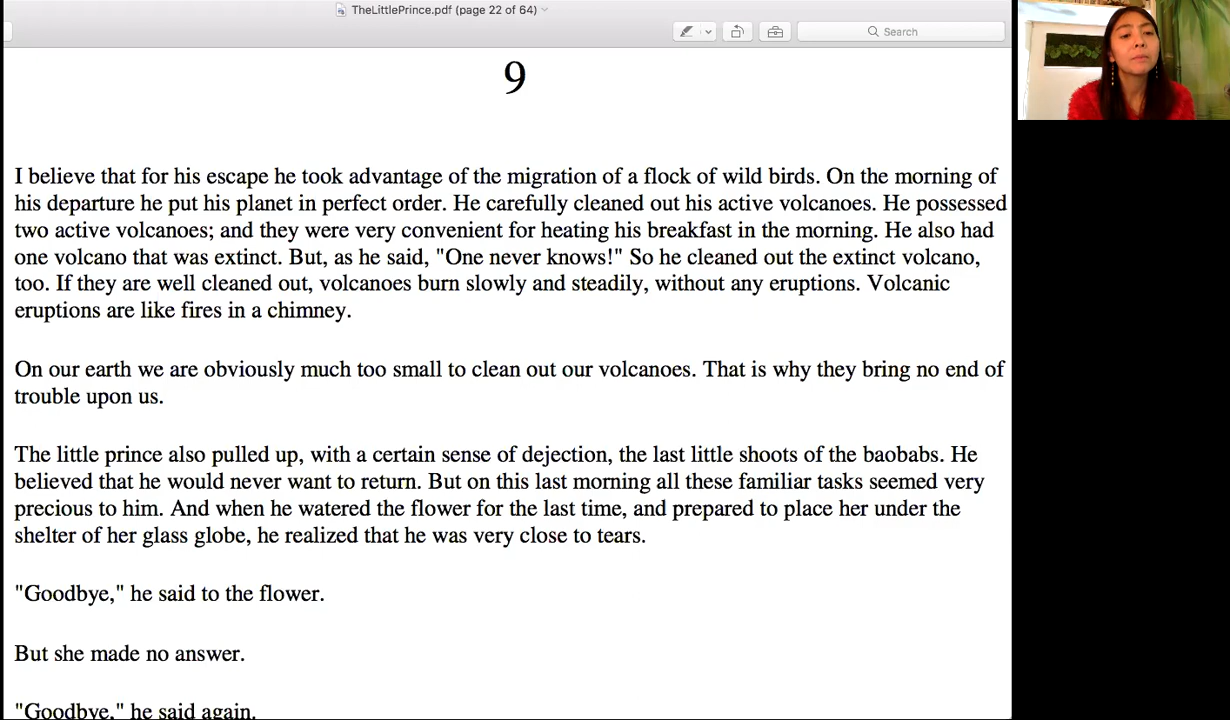 TheLittlePrince.pdf (page 22 of 64)
Search
9
I believe that for his escape he took advantage of the migration of a flock of wild birds. On the morning of
his departure he put his planet in perfect order. He carefully cleaned out his active volcanoes. He possessed
two active volcanoes; and they were very convenient for heating his breakfast in the morning. He also had
one volcano that was extinct. But, as he said, "One never knows!" So he cleaned out the extinct volcano,
too. If they are well cleaned out, volcanoes burn slowly and steadily, without any eruptions. Volcanic
eruptions are like fires in a chimney.
On our earth we are obviously much too small to clean out our volcanoes. That is why they bring no end of
trouble upon us.
The little prince also pulled up, with a certain sense of dejection, the last little shoots of the baobabs. He
believed that he would never want to return. But on this last morning all these familiar tasks seemed very
precious to him. And when he watered the flower for the last time, and prepared to place her under the
shelter of her glass globe, he realized that he was very close to tears.
"Goodbye," he said to the flower.
But she made no answer.
"Goodbye," he said again.